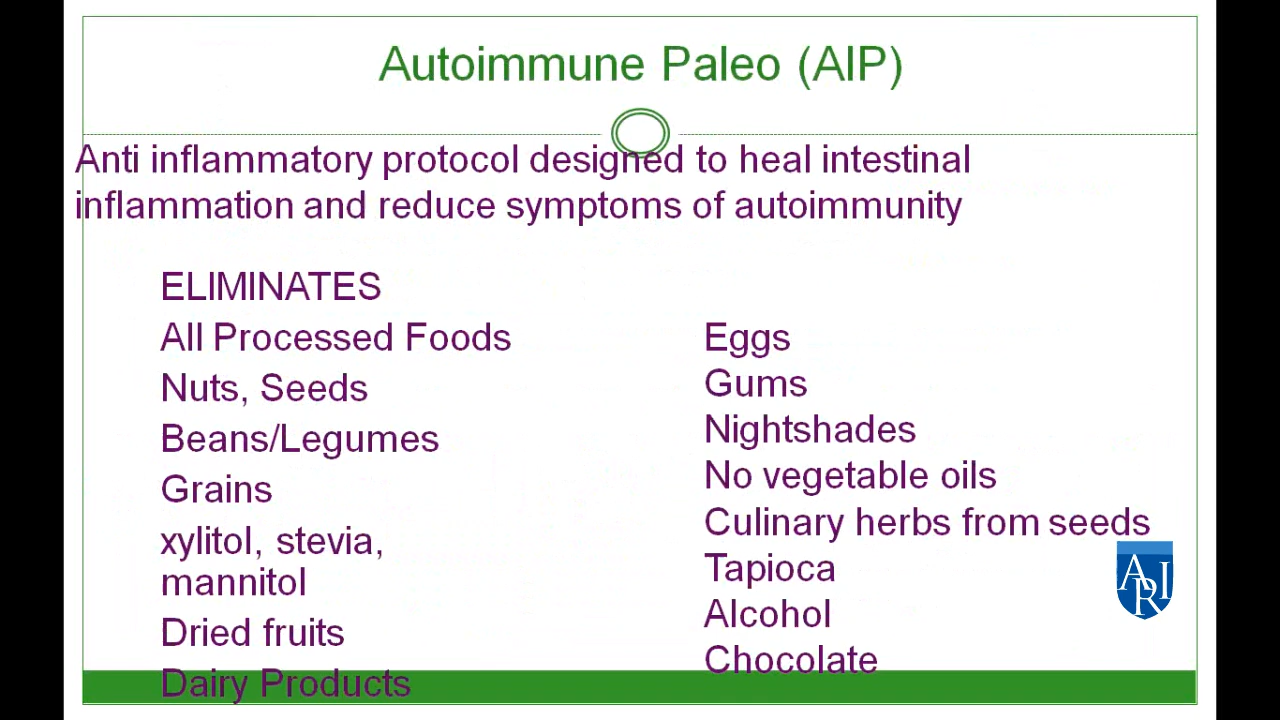 Autoimmune Paleo (AIP)
Anti inflammatory protocol designed to heal intestinal
inflammation and reduce symptoms of autoimmunity
ELIMINATES
All Processed Foods
Nuts, Seeds
Beans/Legumes
Grains
xylitol, stevia,
mannitol
Dried fruits
Dairy Products
Eggs
Gums
Nightshades
No vegetable oils
Culinary herbs from seeds
Tapioca
Alcohol
Chocolate
ARI